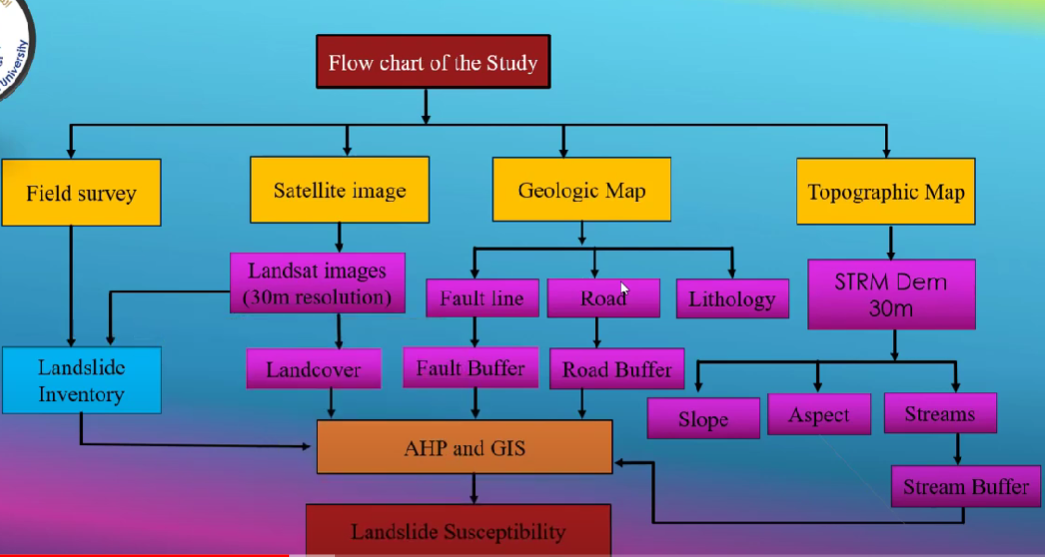 University
Flow chart of the Study
Field survey
Satellite image
Geologic Map
Topographic Map
Landsat images
(30m resolution)
Fault line
Road
Lithology
STRM Dem
30m
Landslide
Inventory
Landcover
Fault Buffer
Road Buffer
Slope
Aspect
Streams
AHP and GIS
Stream Buffer
Landslide Susceptibility